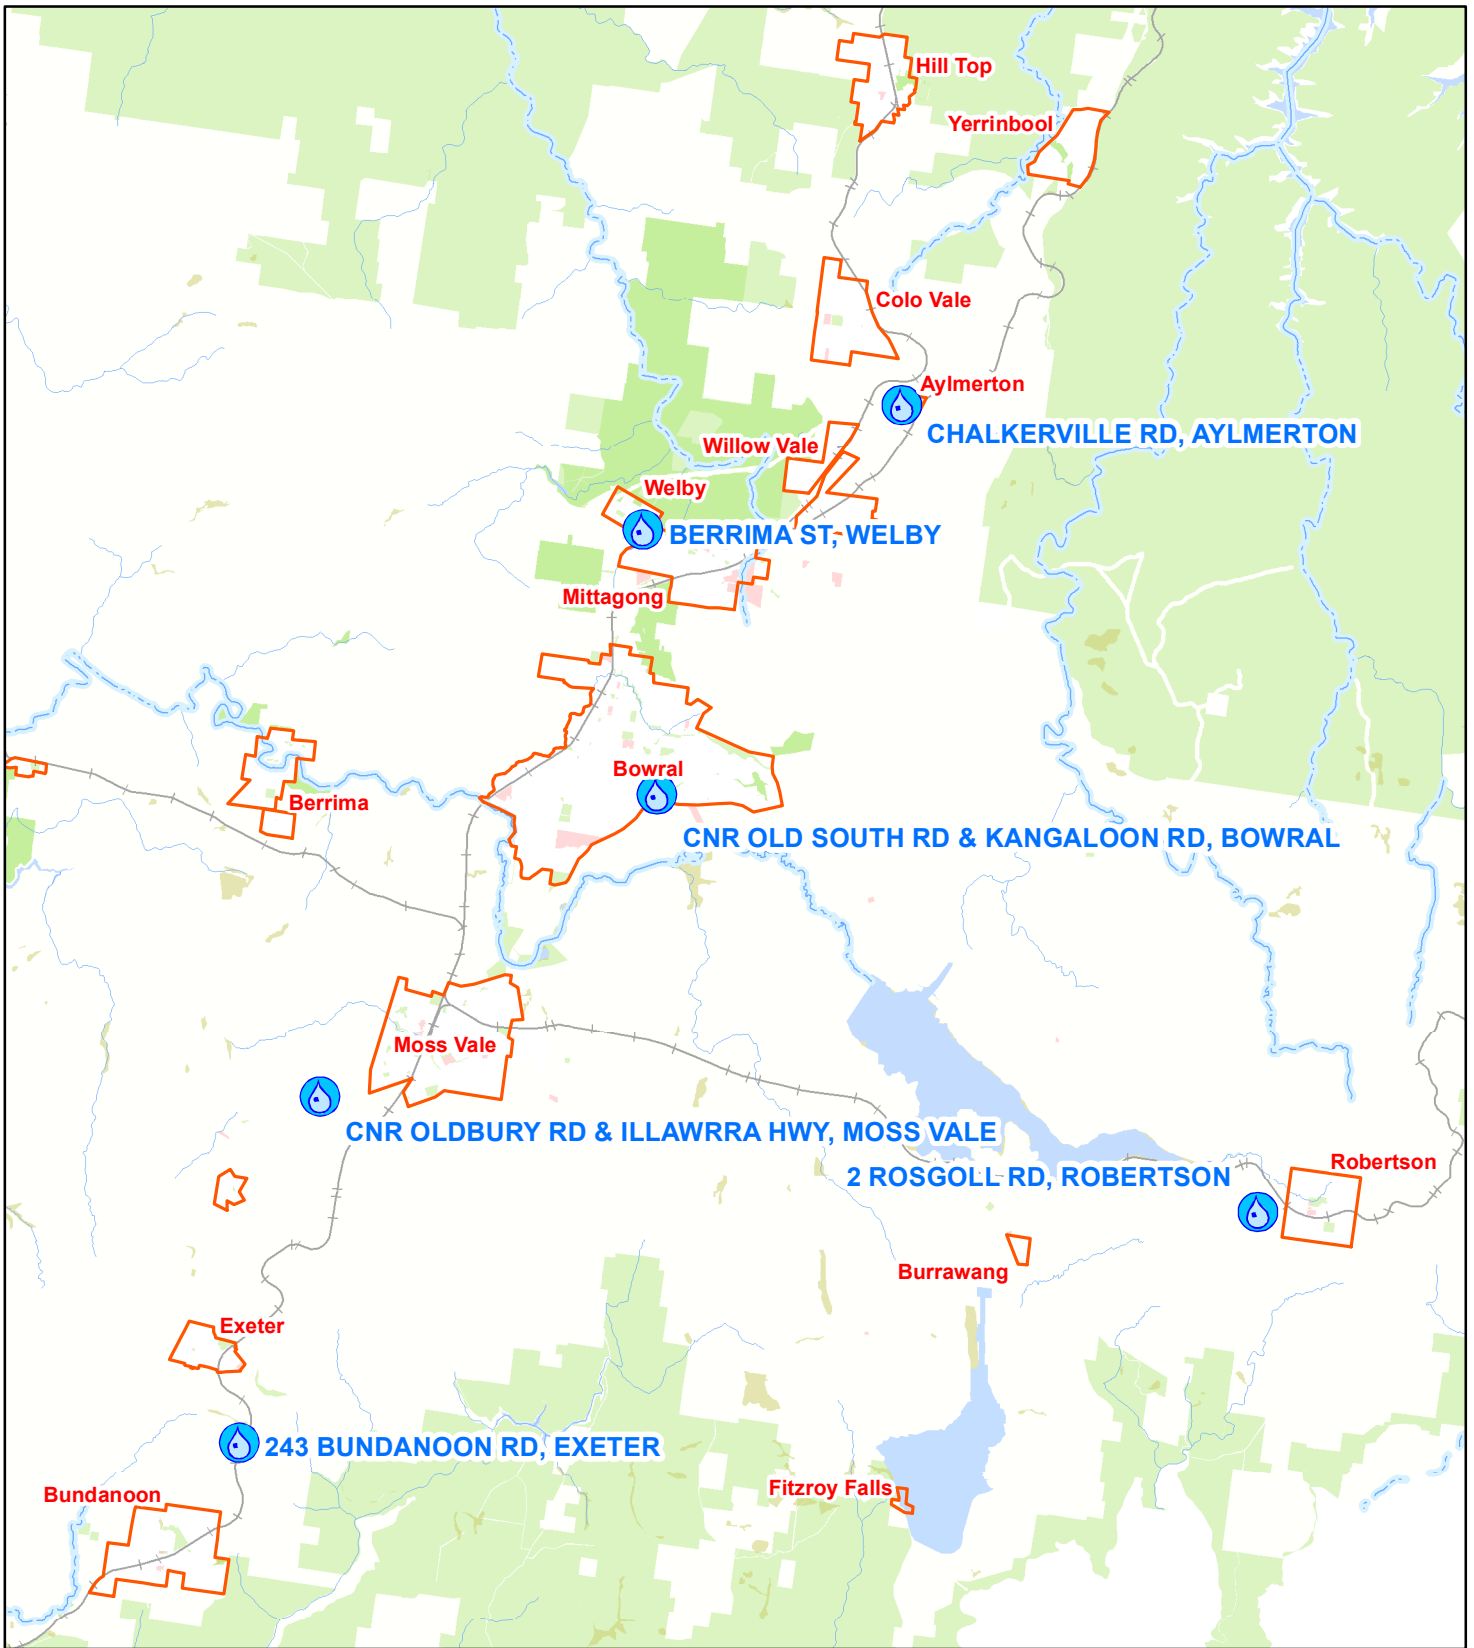 Hill Top
Yerrinbool
Colo Vale
Aylmerton
CHALKERVILLE RD, AYLMERTON
Willow Vale
Welby
BERRIMA ST, WELBY
Mittagong
Bowral
Berrima
CNR OLD SOUTH RD & KANGALOON RD, BOWRAL
Moss Vale
CNR OLDBURY RD & ILLAWRRA HWY, MOSS VALE
Robertson
2 ROSGOLL RD, ROBERTSON
Burrawang
Exeter
243 BUNDANOON RD, EXETER
Fitzroy Falls
Bundanoon